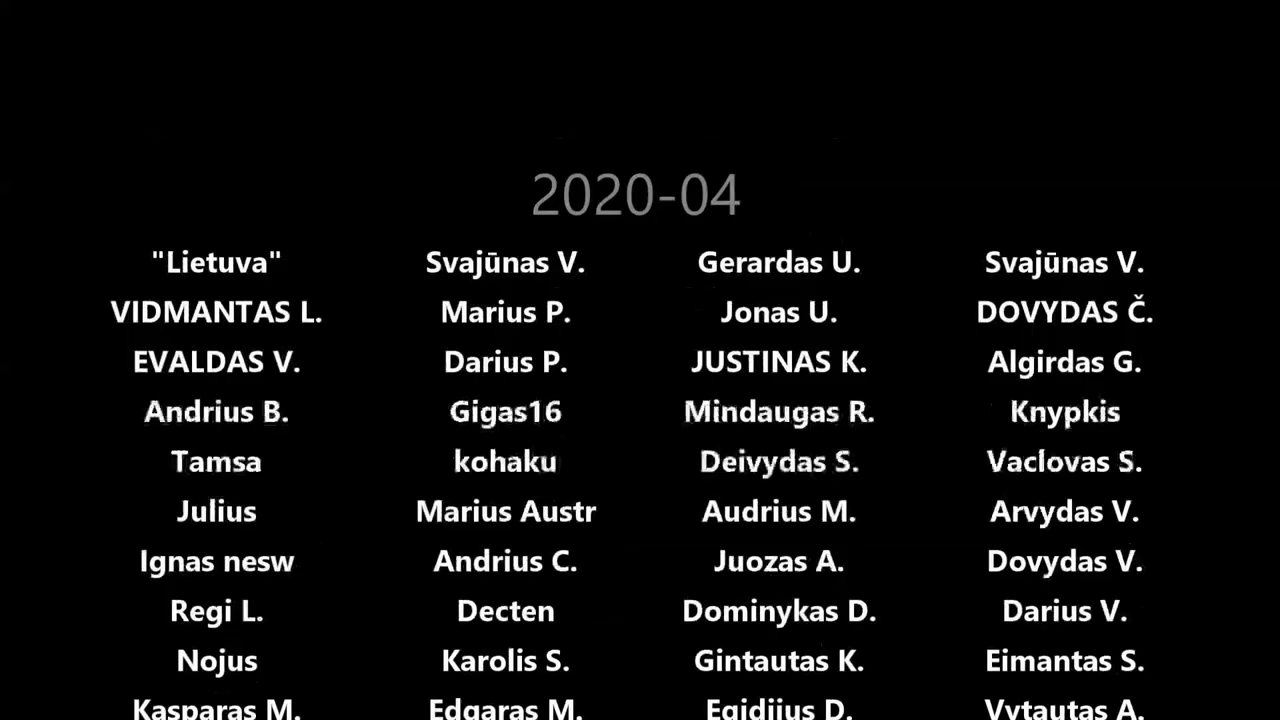 2020-04
"Lietuva" Svajūnas V. Gerardas U. Svajūnas V.
VIDMANTAS L. Marius P. Jonas U. DOVYDAS Č.
EVALDAS V. Darius P. JUSTINAS K. Algirdas G.
Andrius B. Gigas16 Mindaugas R. Knypkis
Tamsa kohaku Deivydas S. Vaclovas S.
Julius Marius Austr Audrius M. Arvydas V.
Ignas nesw Andrius C. Juozas A. Dovydas V.
Regi L. Decten Dominykas D. Darius V.
Nojus Karolis S. Gintautas K. Eimantas S.
Kasparas M. Edgaras M. Egidijus D. Vytautas A.